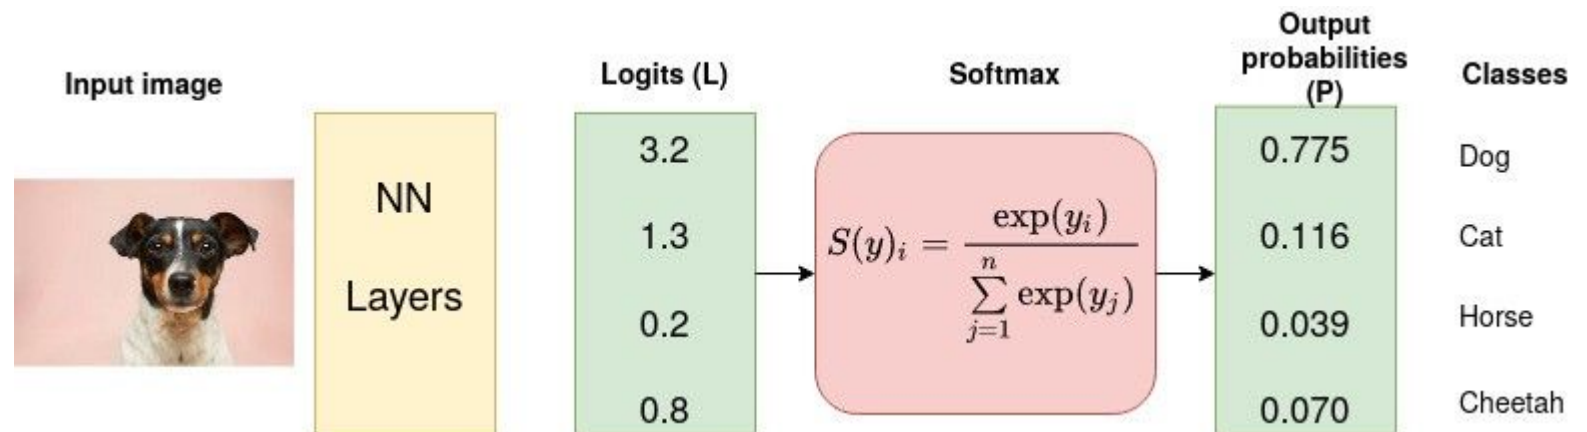 Input image
NN
Layers
Logits (L)
3.2
1.3
0.2
0.8
Softmax
S(y)_i = exp(y_i) / ∑_{j=1}^{n} exp(y_j)
Output
probabilities
(P)
0.775
0.116
0.039
0.070
Classes
Dog
Cat
Horse
Cheetah